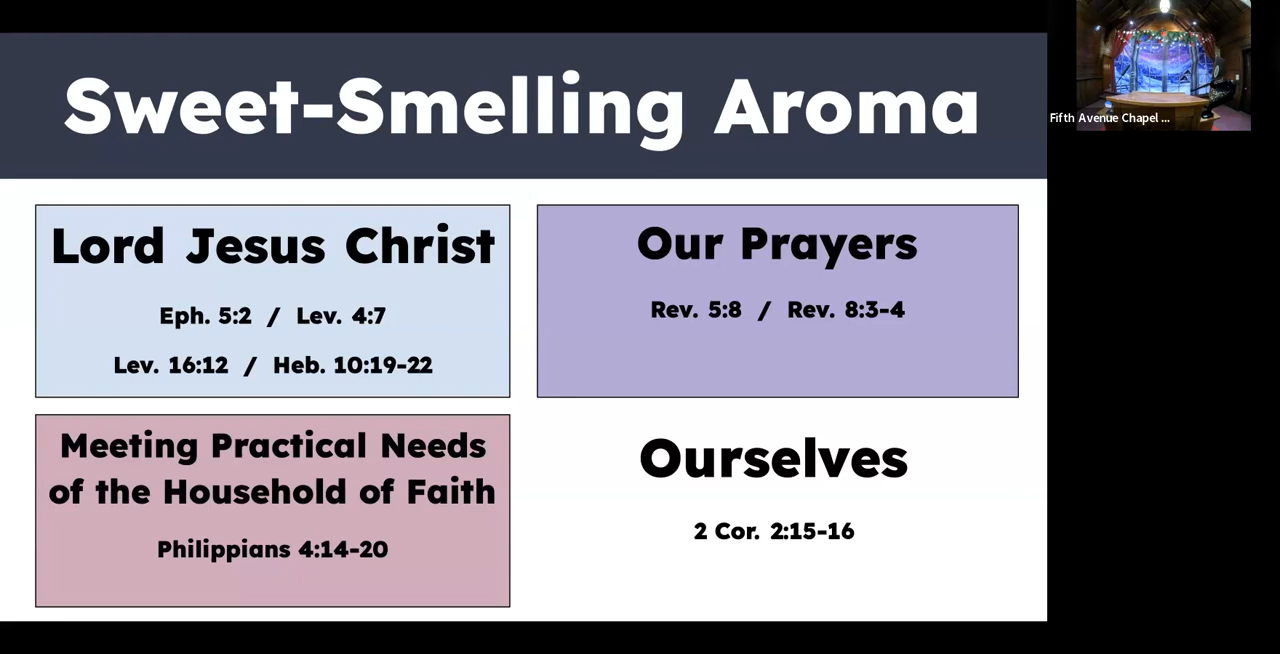 Sweet-Smelling Aroma
Lord Jesus Christ
Eph. 5:2 / Lev. 4:7
Lev. 16:12 / Heb. 10:19-22
Our Prayers
Rev. 5:8 / Rev. 8:3-4
Meeting Practical Needs
of the Household of Faith
Philippians 4:14-20
Ourselves
2 Cor. 2:15-16
Fifth Avenue Chapel ...